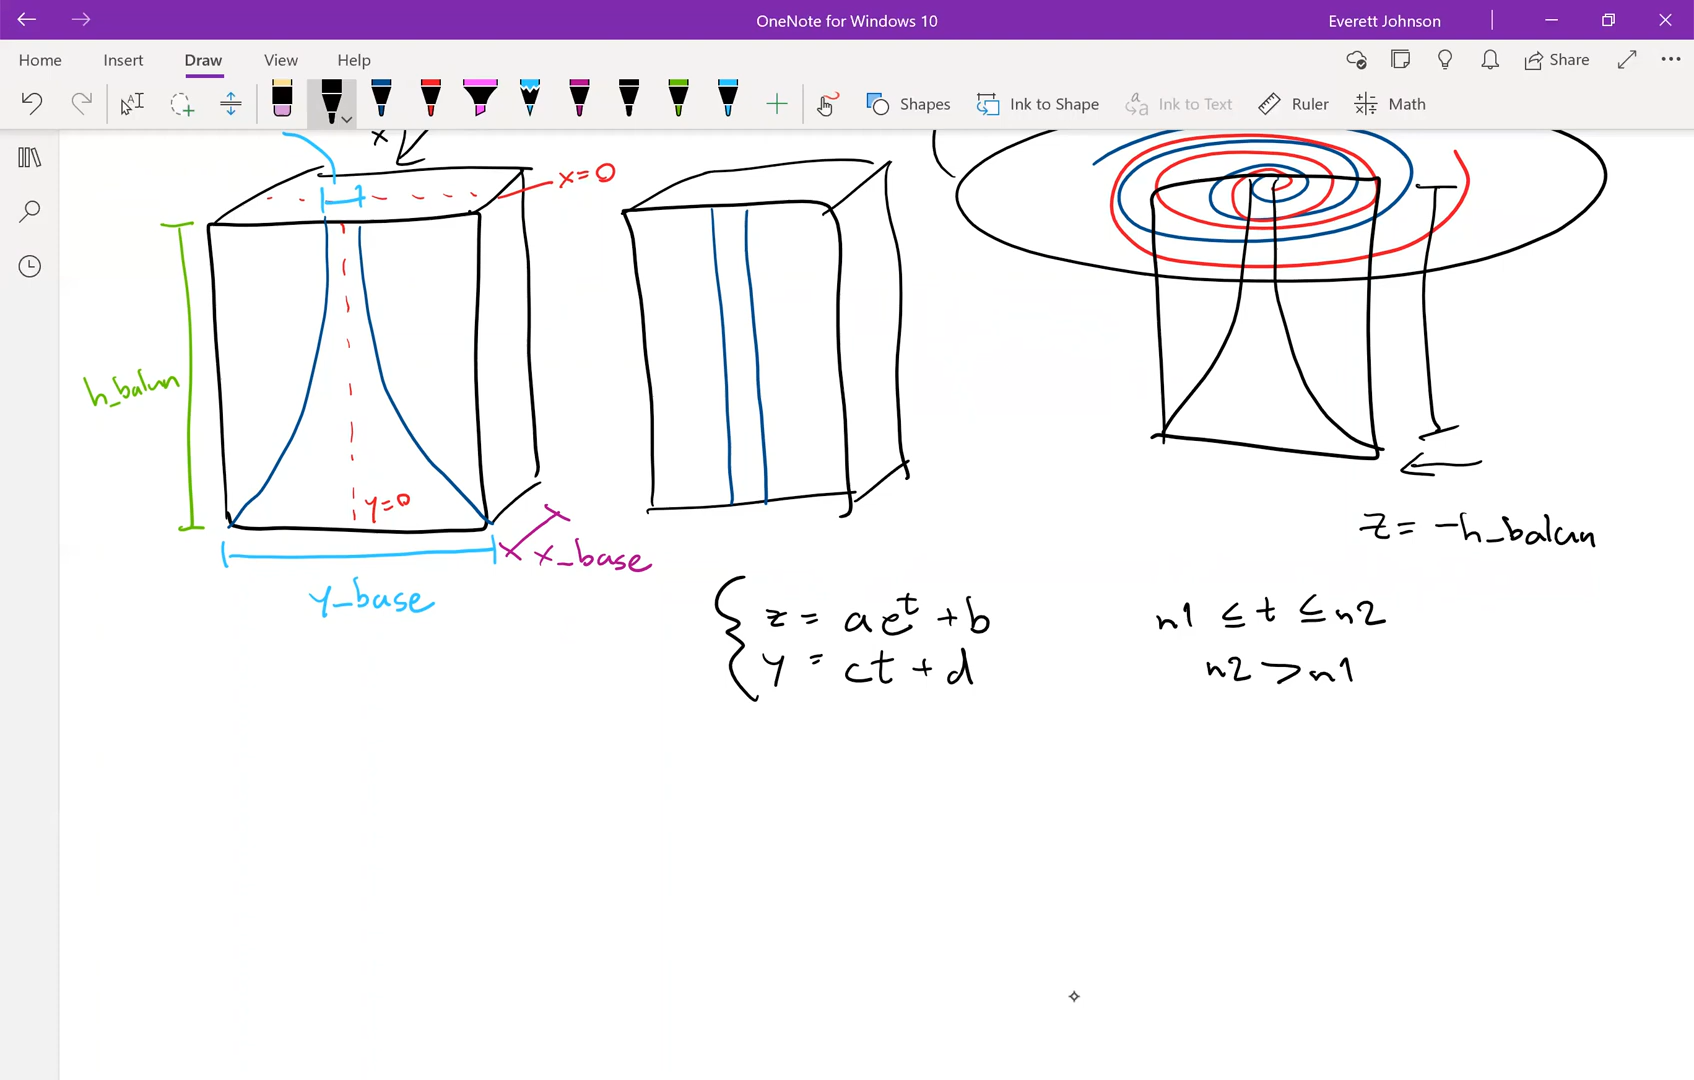 OneNote for Windows 10
Everett Johnson
Home Insert Draw View Help
Share
Shapes Ink to Shape Ink to Text Ruler Math
x
x=0
h_balun
y=0
x_base
y_base
z = -h_balun
z = ae^t + b
y = ct + d
n1 ≤ t ≤ n2
n2 > n1